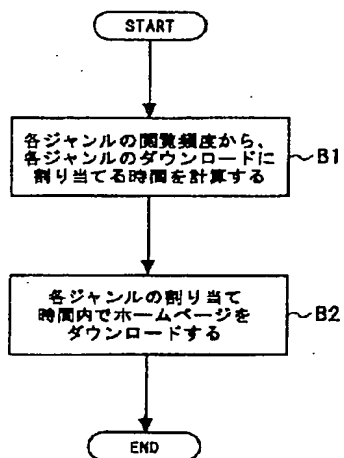 START
各ジャンルの閲覧頻度から、
各ジャンルのダウンロードに
割り当てる時間を計算する
~B1
各ジャンルの割り当て
時間内でホームページを
ダウンロードする
~B2
END